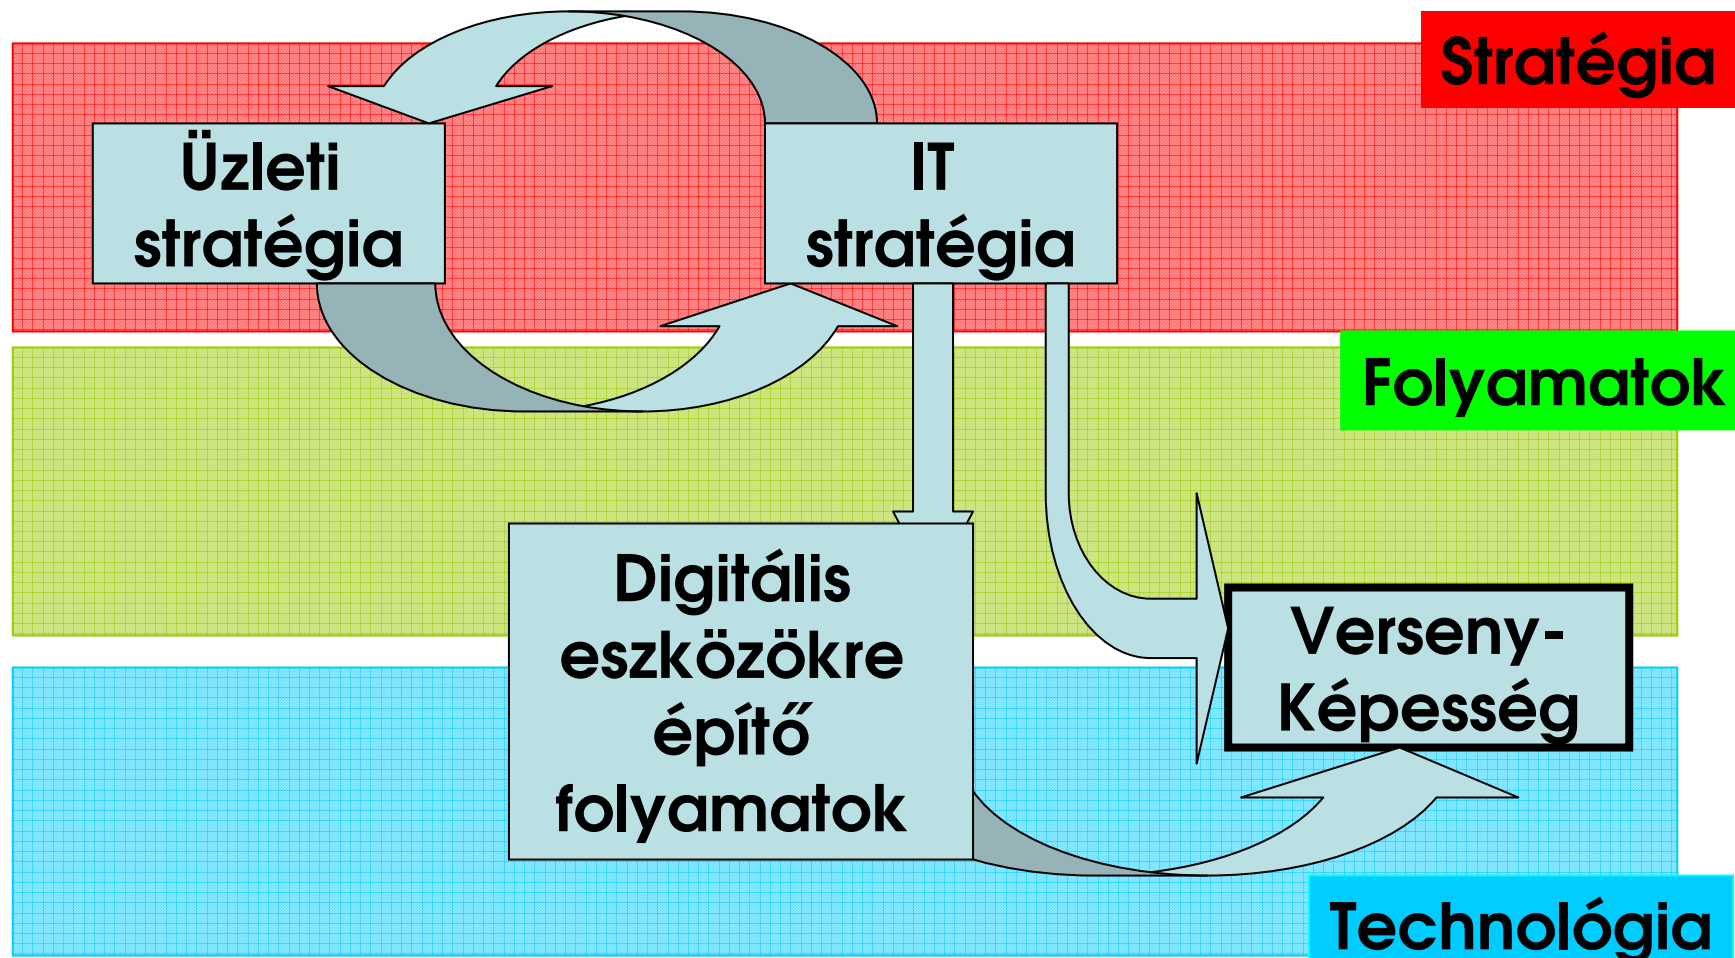 Stratégia
Üzleti
stratégia
IT
stratégia
Folyamatok
Digitális
eszközökre
építő
folyamatok
Verseny-
Képesség
Technológia